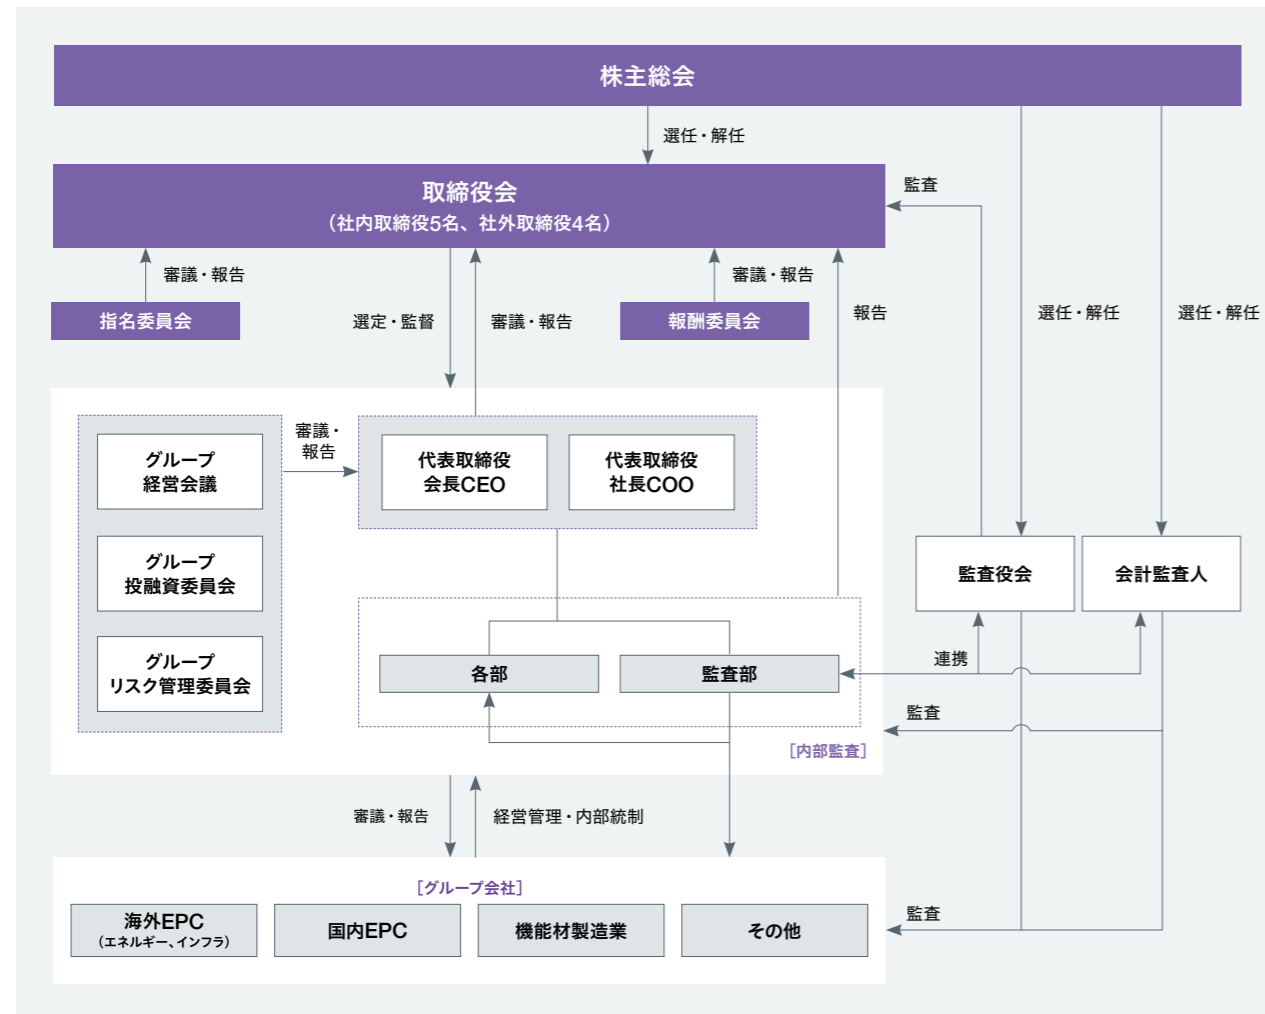 株主総会
選任・解任
取締役会
（社内取締役5名、社外取締役4名）
監査
審議・報告
審議・報告
指名委員会
選定・監督
審議・報告
報酬委員会
報告
選任・解任
選任・解任
グループ
経営会議
審議・
報告
代表取締役
会長CEO
代表取締役
社長COO
グループ
投融資委員会
監査役会
会計監査人
グループ
リスク管理委員会
各部
監査部
連携
監査
［内部監査］
審議・報告
経営管理・内部統制
［グループ会社］
海外EPC
（エネルギー、インフラ）
国内EPC
機能材製造業
その他
監査